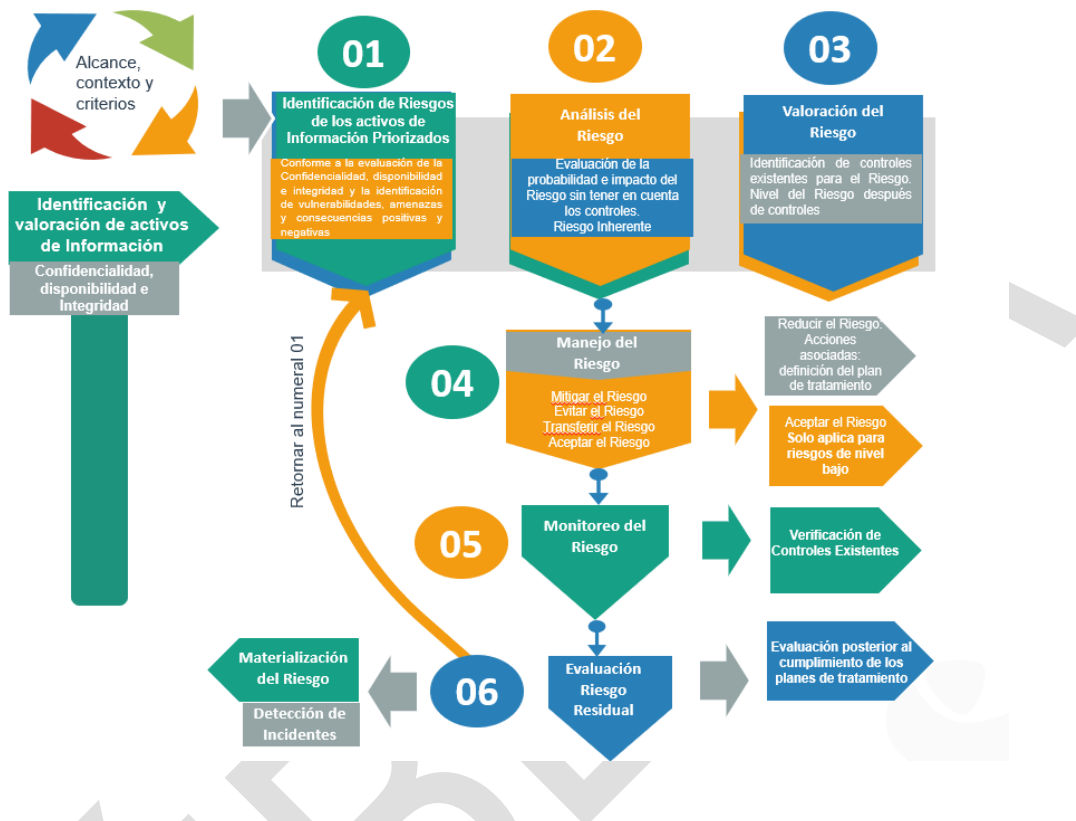 Alcance,
contexto y
criterios
Identificación y
valoración de activos
de Información
Confidencialidad,
disponibilidad e
Integridad
01
Identificación de Riesgos
de los activos de
Información Priorizados
Conforme a la evaluación de la
Confidencialidad, disponibilidad
e integridad y la identificación
de vulnerabilidades, amenazas
y consecuencias positivas y
negativas
02
Análisis del
Riesgo
Evaluación de la
probabilidad e impacto del
Riesgo sin tener en cuenta
los controles.
Riesgo Inherente
03
Valoración del
Riesgo
Identificación de controles
existentes para el Riesgo.
Nivel del Riesgo después
de controles
04
Manejo del
Riesgo
Mitigar el Riesgo
Evitar el Riesgo
Transferir el Riesgo
Aceptar el Riesgo
Reducir el Riesgo:
Acciones
asociadas:
definición del plan
de tratamiento
Aceptar el Riesgo
Solo aplica para
riesgos de nivel
bajo
Retornar al numeral 01
05
Monitoreo del
Riesgo
Verificación de
Controles Existentes
06
Evaluación
Riesgo
Residual
Evaluación posterior al
cumplimiento de los
planes de tratamiento
Materialización
del Riesgo
Detección de
Incidentes